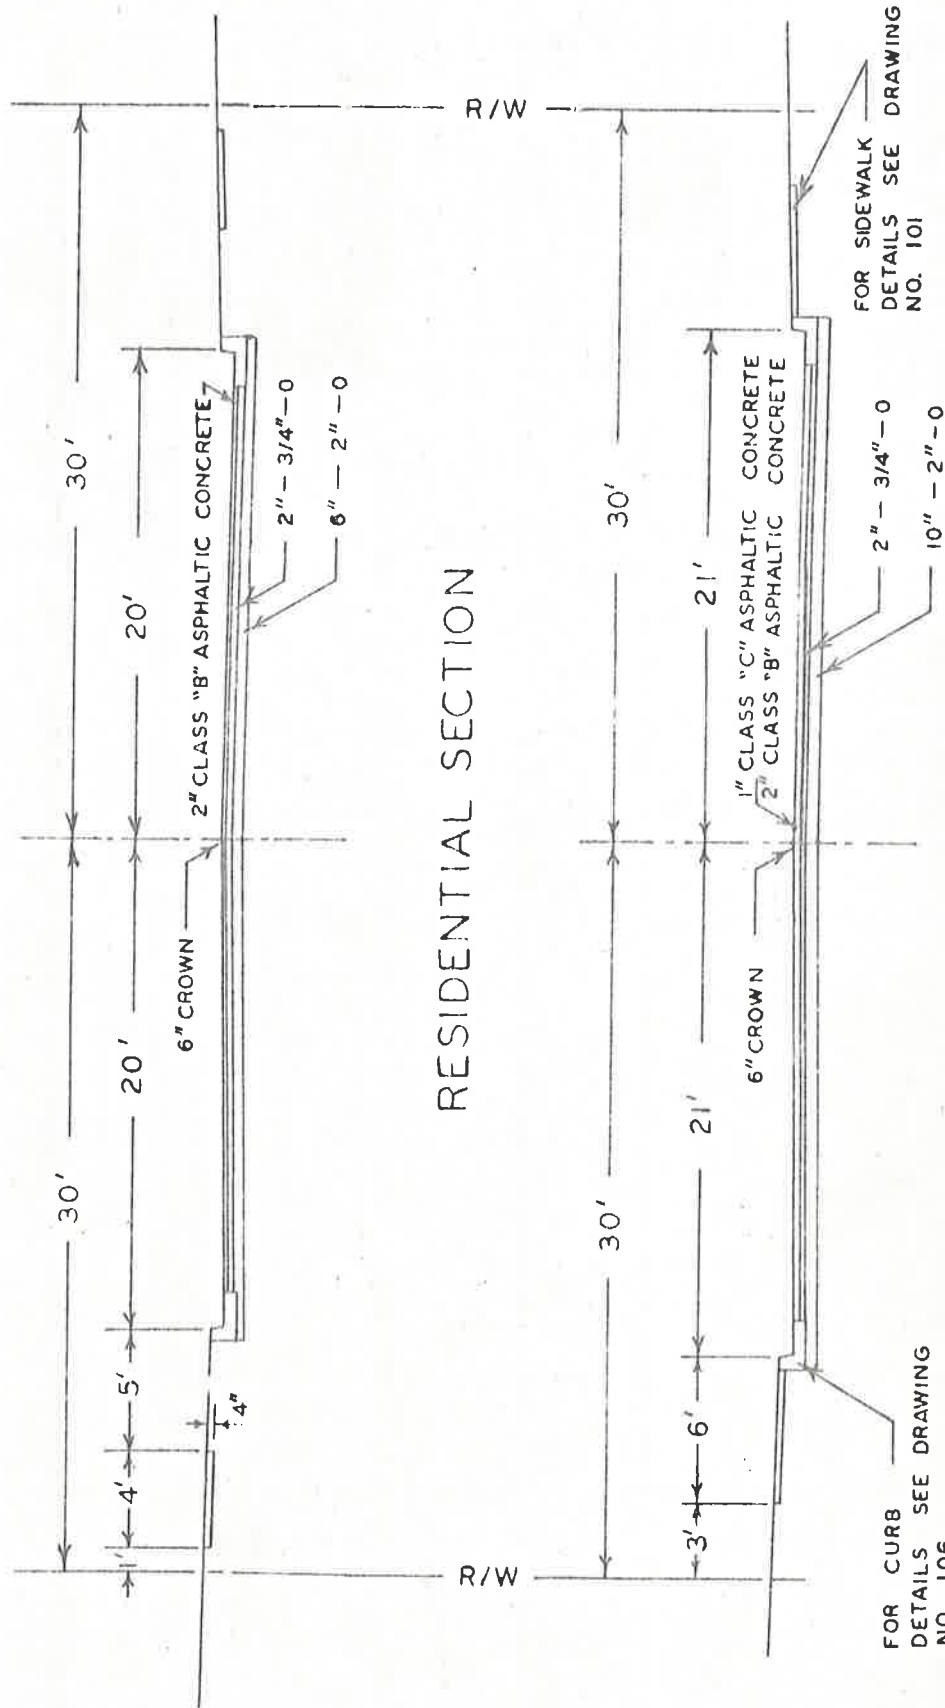 30'
30'
1'
4'
5'
20'
20'
4"
6" CROWN
2" CLASS "B" ASPHALTIC CONCRETE
2" – 3/4" – 0
6" – 2" – 0
R/W
R/W
RESIDENTIAL SECTION
30'
30'
3'
6'
21'
21'
6" CROWN
1" CLASS "C" ASPHALTIC CONCRETE
2" CLASS "B" ASPHALTIC CONCRETE
2" – 3/4" – 0
10" – 2" – 0
FOR CURB
DETAILS SEE DRAWING
NO. 106
FOR SIDEWALK
DETAILS SEE DRAWING
NO. 101